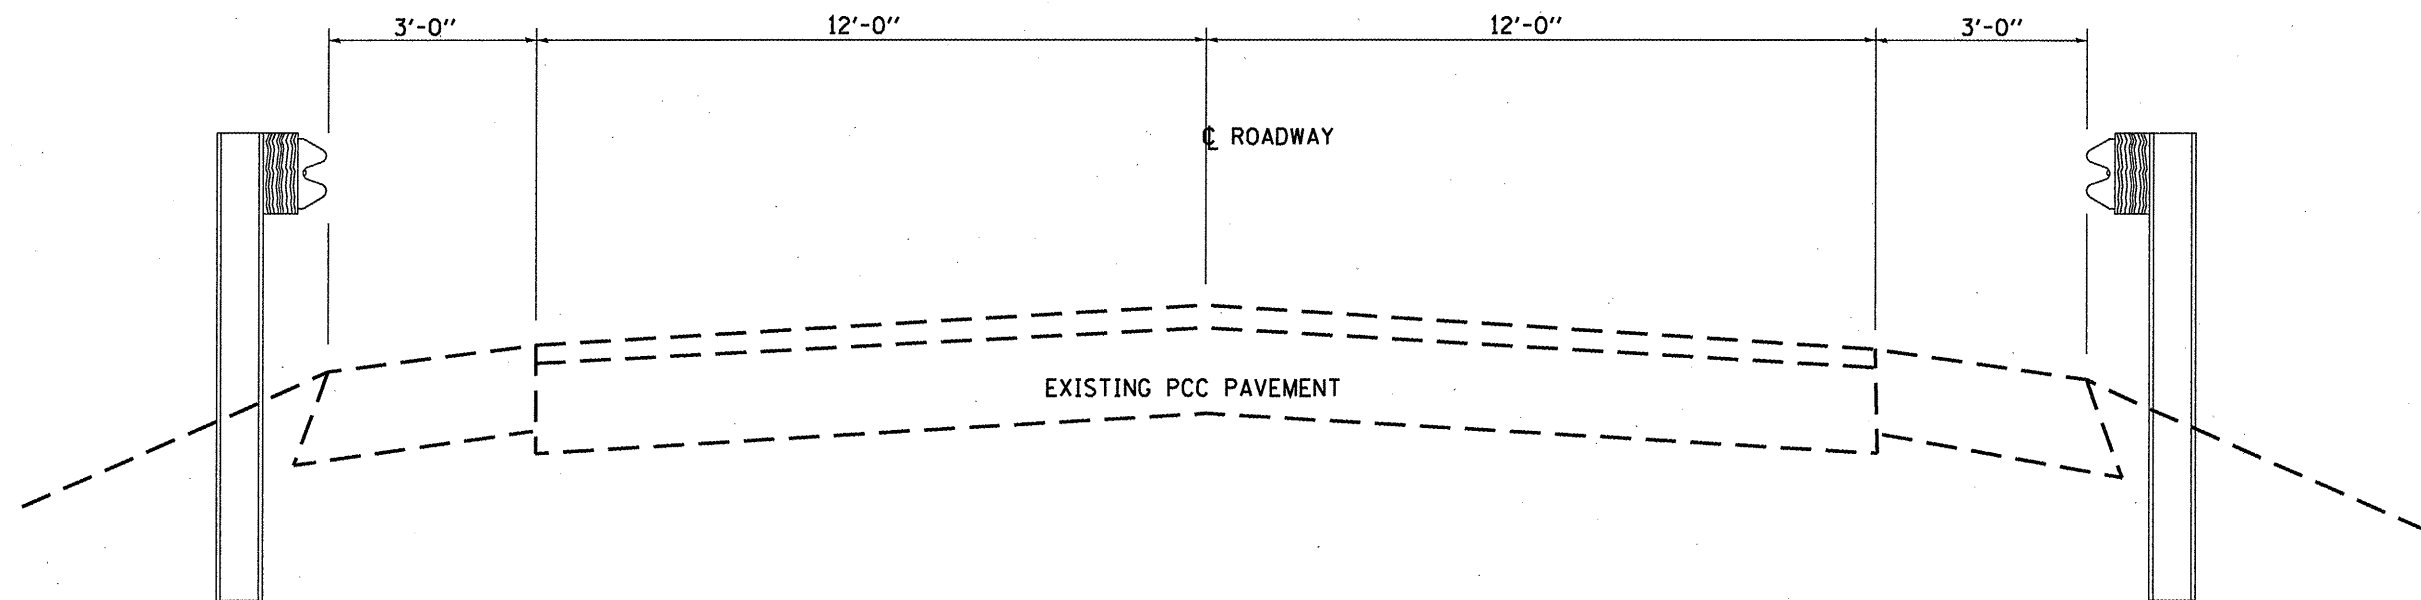 3'-0" 12'-0" 12'-0" 3'-0"
℄ ROADWAY
EXISTING PCC PAVEMENT